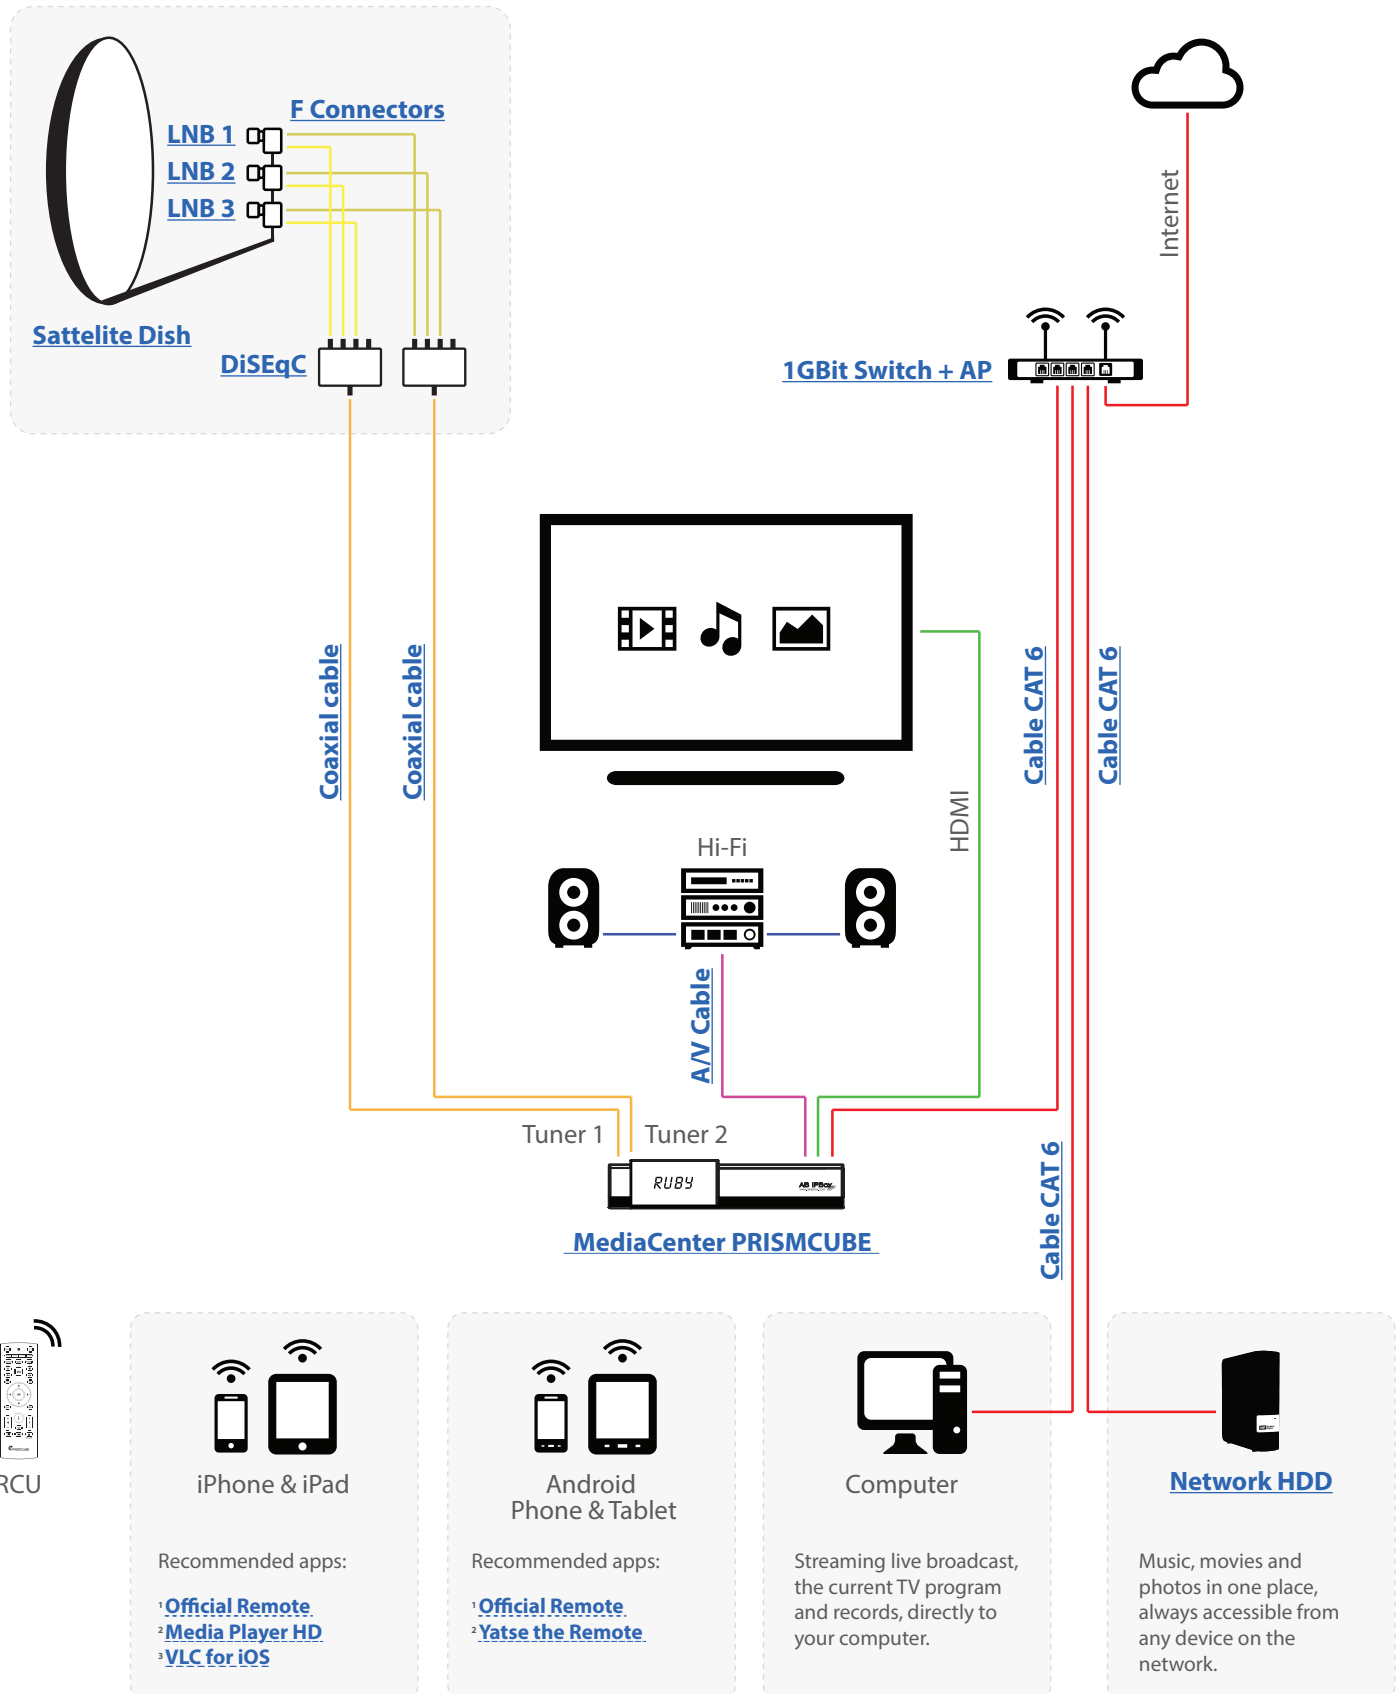 F Connectors
LNB 1
LNB 2
LNB 3
Sattelite Dish
DiSEqC
Internet
1GBit Switch + AP
Coaxial cable
Coaxial cable
Cable CAT 6
Cable CAT 6
HDMI
Hi-Fi
A/V Cable
Tuner 1
Tuner 2
RUBY
AB IPBox
Cable CAT 6
MediaCenter PRISMCUBE
RCU
iPhone & iPad
Recommended apps:
¹ Official Remote
² Media Player HD
³ VLC for iOS
Android
Phone & Tablet
Recommended apps:
¹ Official Remote
² Yatse the Remote
Computer
Streaming live broadcast,
the current TV program
and records, directly to
your computer.
Network HDD
Music, movies and
photos in one place,
always accessible from
any device on the
network.